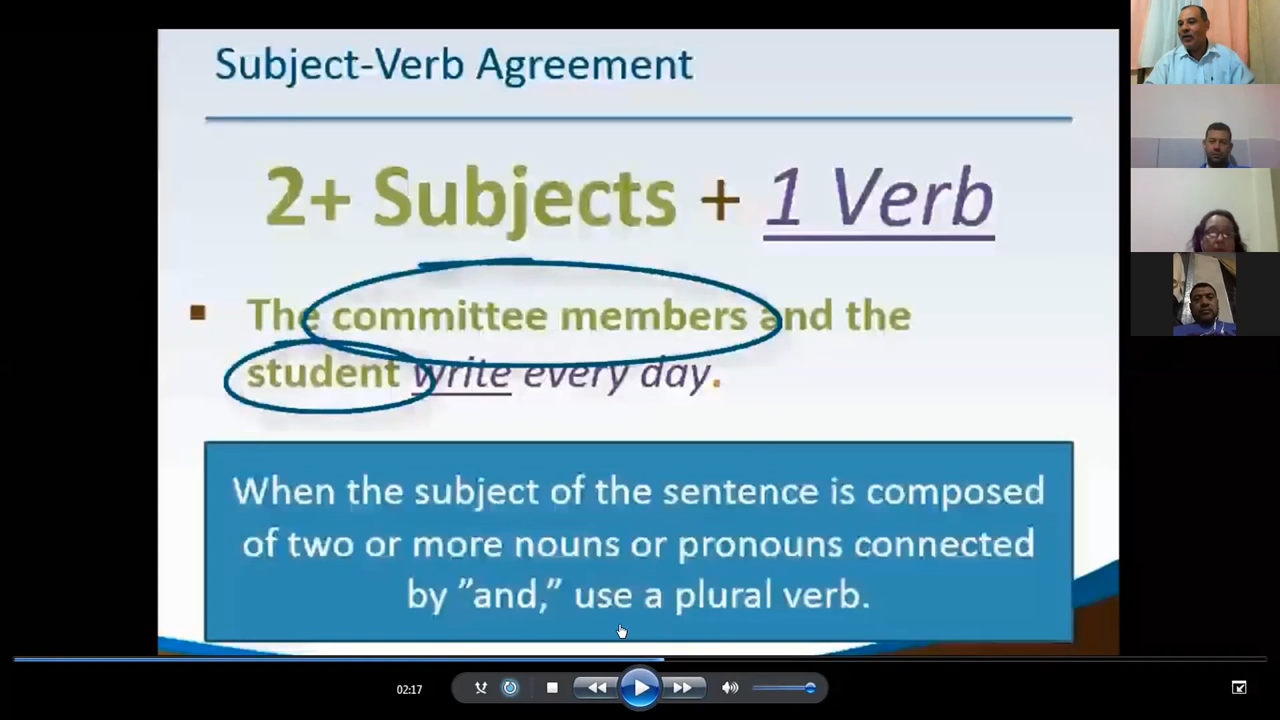 Subject-Verb Agreement
2+ Subjects + 1 Verb
The committee members and the
student write every day.
When the subject of the sentence is composed
of two or more nouns or pronouns connected
by ”and,” use a plural verb.
02:17